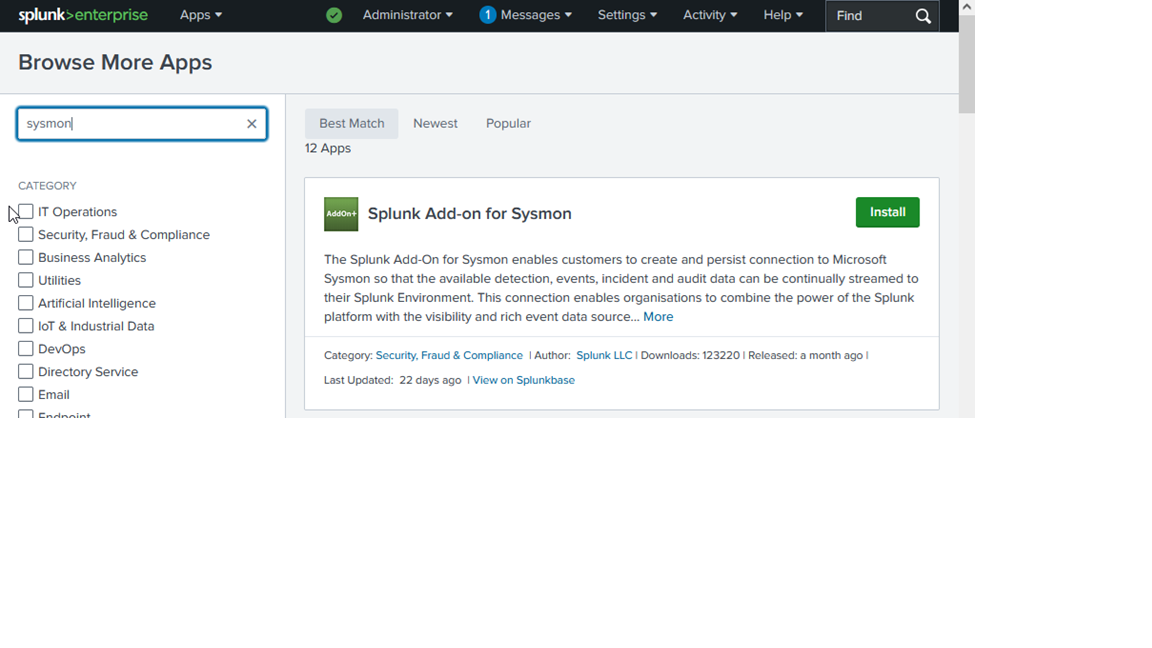 splunk>enterprise Apps Administrator 1 Messages Settings Activity Help Find
Browse More Apps
sysmon
CATEGORY
IT Operations
Security, Fraud & Compliance
Business Analytics
Utilities
Artificial Intelligence
IoT & Industrial Data
DevOps
Directory Service
Email
Endpoint
Best Match Newest Popular
12 Apps
AddOn+ Splunk Add-on for Sysmon Install
The Splunk Add-On for Sysmon enables customers to create and persist connection to Microsoft
Sysmon so that the available detection, events, incident and audit data can be continually streamed to
their Splunk Environment. This connection enables organisations to combine the power of the Splunk
platform with the visibility and rich event data source... More
Category: Security, Fraud & Compliance | Author: Splunk LLC | Downloads: 123220 | Released: a month ago |
Last Updated: 22 days ago | View on Splunkbase